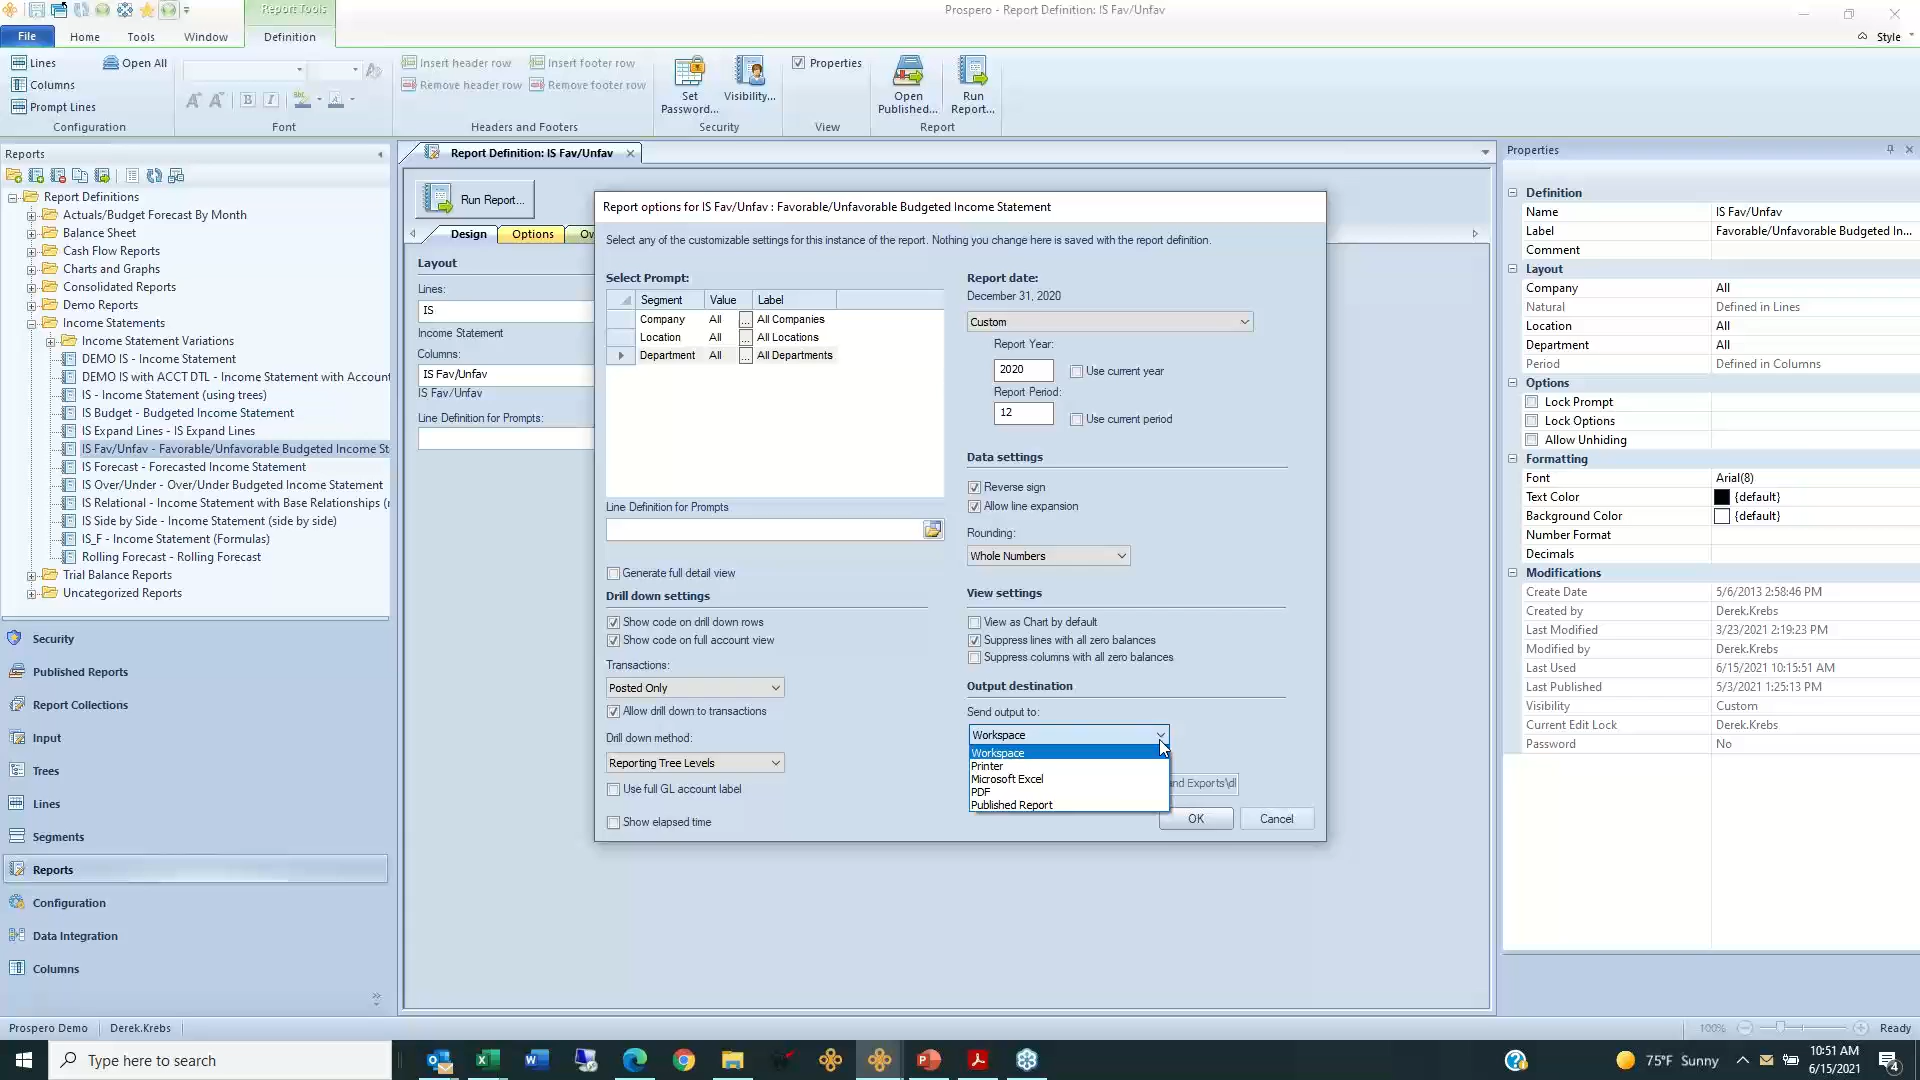 Report Tools
Prospero - Report Definition: IS Fav/Unfav
File
Home
Tools
Window
Definition
Style
Lines
Open All
Columns
Prompt Lines
Configuration
B
I
Font
Insert header row
Insert footer row
Remove header row
Remove footer row
Headers and Footers
Set
Password...
Visibility...
Security
Properties
View
Open
Published...
Run
Report...
Report
Reports
Report Definitions
Actuals/Budget Forecast By Month
Balance Sheet
Cash Flow Reports
Charts and Graphs
Consolidated Reports
Demo Reports
Income Statements
Income Statement Variations
DEMO IS - Income Statement
DEMO IS with ACCT DTL - Income Statement with Account
IS - Income Statement (using trees)
IS Budget - Budgeted Income Statement
IS Expand Lines - IS Expand Lines
IS Fav/Unfav - Favorable/Unfavorable Budgeted Income St
IS Forecast - Forecasted Income Statement
IS Over/Under - Over/Under Budgeted Income Statement
IS Relational - Income Statement with Base Relationships (
IS Side by Side - Income Statement (side by side)
IS_F - Income Statement (Formulas)
Rolling Forecast - Rolling Forecast
Trial Balance Reports
Uncategorized Reports
Security
Published Reports
Report Collections
Input
Trees
Lines
Segments
Reports
Configuration
Data Integration
Columns
Report Definition: IS Fav/Unfav
Run Report...
Design
Options
Ov
Layout
Lines:
IS
Income Statement
Columns:
IS Fav/Unfav
IS Fav/Unfav
Line Definition for Prompts:
Report options for IS Fav/Unfav : Favorable/Unfavorable Budgeted Income Statement
Select any of the customizable settings for this instance of the report. Nothing you change here is saved with the report definition.
Select Prompt:
Segment Value Label
Company All ... All Companies
Location All ... All Locations
Department All ... All Departments
Line Definition for Prompts
Generate full detail view
Drill down settings
Show code on drill down rows
Show code on full account view
Transactions:
Posted Only
Allow drill down to transactions
Drill down method:
Reporting Tree Levels
Use full GL account label
Show elapsed time
Report date:
December 31, 2020
Custom
Report Year:
2020
Use current year
Report Period:
12
Use current period
Data settings
Reverse sign
Allow line expansion
Rounding:
Whole Numbers
View settings
View as Chart by default
Suppress lines with all zero balances
Suppress columns with all zero balances
Output destination
Send output to:
Workspace
Workspace
Printer
Microsoft Excel
PDF
Published Report
nd Exports\dl
OK
Cancel
Properties
Definition
Name IS Fav/Unfav
Label Favorable/Unfavorable Budgeted In...
Comment
Layout
Company All
Natural Defined in Lines
Location All
Department All
Period Defined in Columns
Options
Lock Prompt
Lock Options
Allow Unhiding
Formatting
Font Arial(8)
Text Color {default}
Background Color {default}
Number Format
Decimals
Modifications
Create Date 5/6/2013 2:58:46 PM
Created by Derek.Krebs
Last Modified 3/23/2021 2:19:23 PM
Modified by Derek.Krebs
Last Used 6/15/2021 10:15:51 AM
Last Published 5/3/2021 1:25:13 PM
Visibility Custom
Current Edit Lock Derek.Krebs
Password No
Prospero Demo
Derek.Krebs
100%
Ready
Type here to search
75°F Sunny
10:51 AM
6/15/2021
4